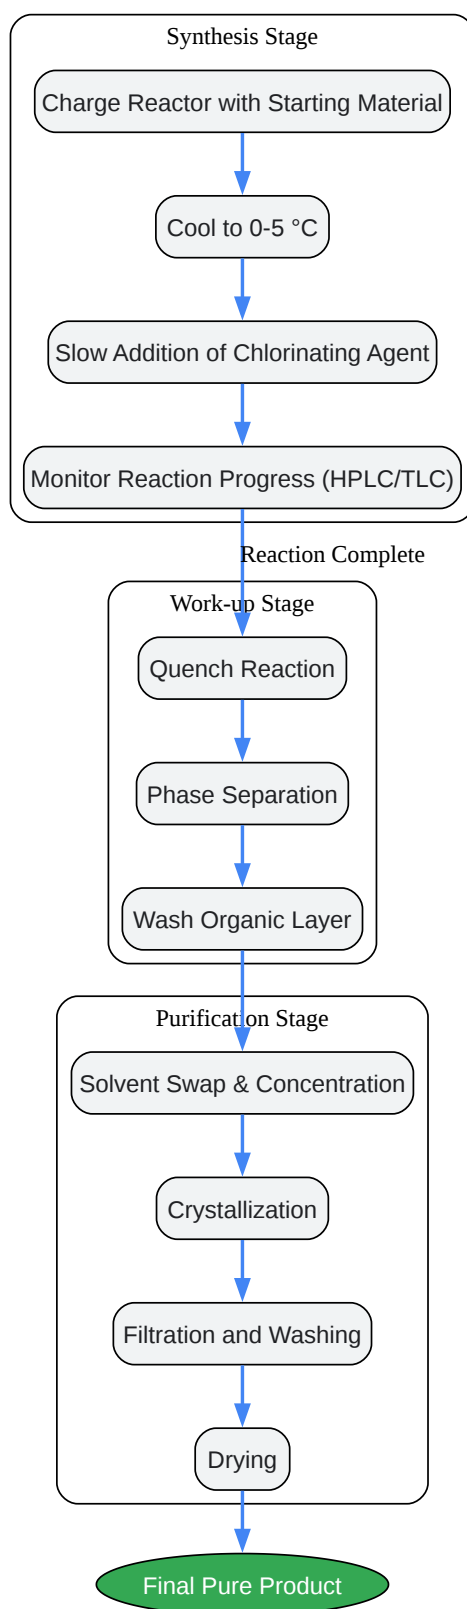 Synthesis Stage
Charge Reactor with Starting Material
Cool to 0-5 °C
Slow Addition of Chlorinating Agent
Monitor Reaction Progress (HPLC/TLC)
Reaction Complete
Work-up Stage
Quench Reaction
Phase Separation
Wash Organic Layer
Purification Stage
Solvent Swap & Concentration
Crystallization
Filtration and Washing
Drying
Final Pure Product